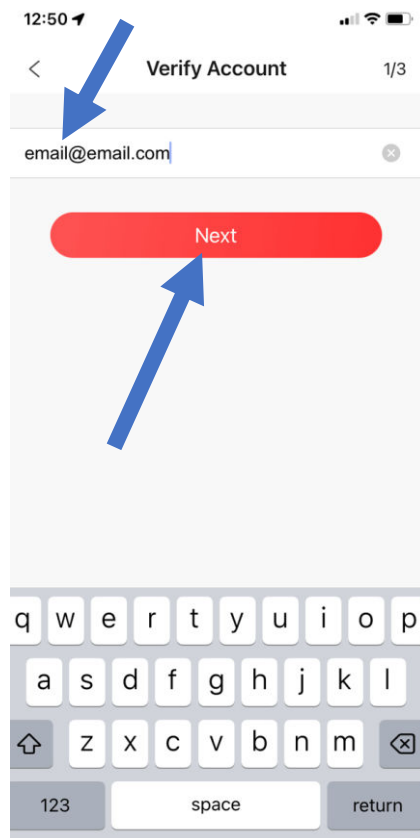 12:50
Verify Account 1/3
email@email.com
Next
q w e r t y u i o p
a s d f g h j k l
z x c v b n m
123 space return